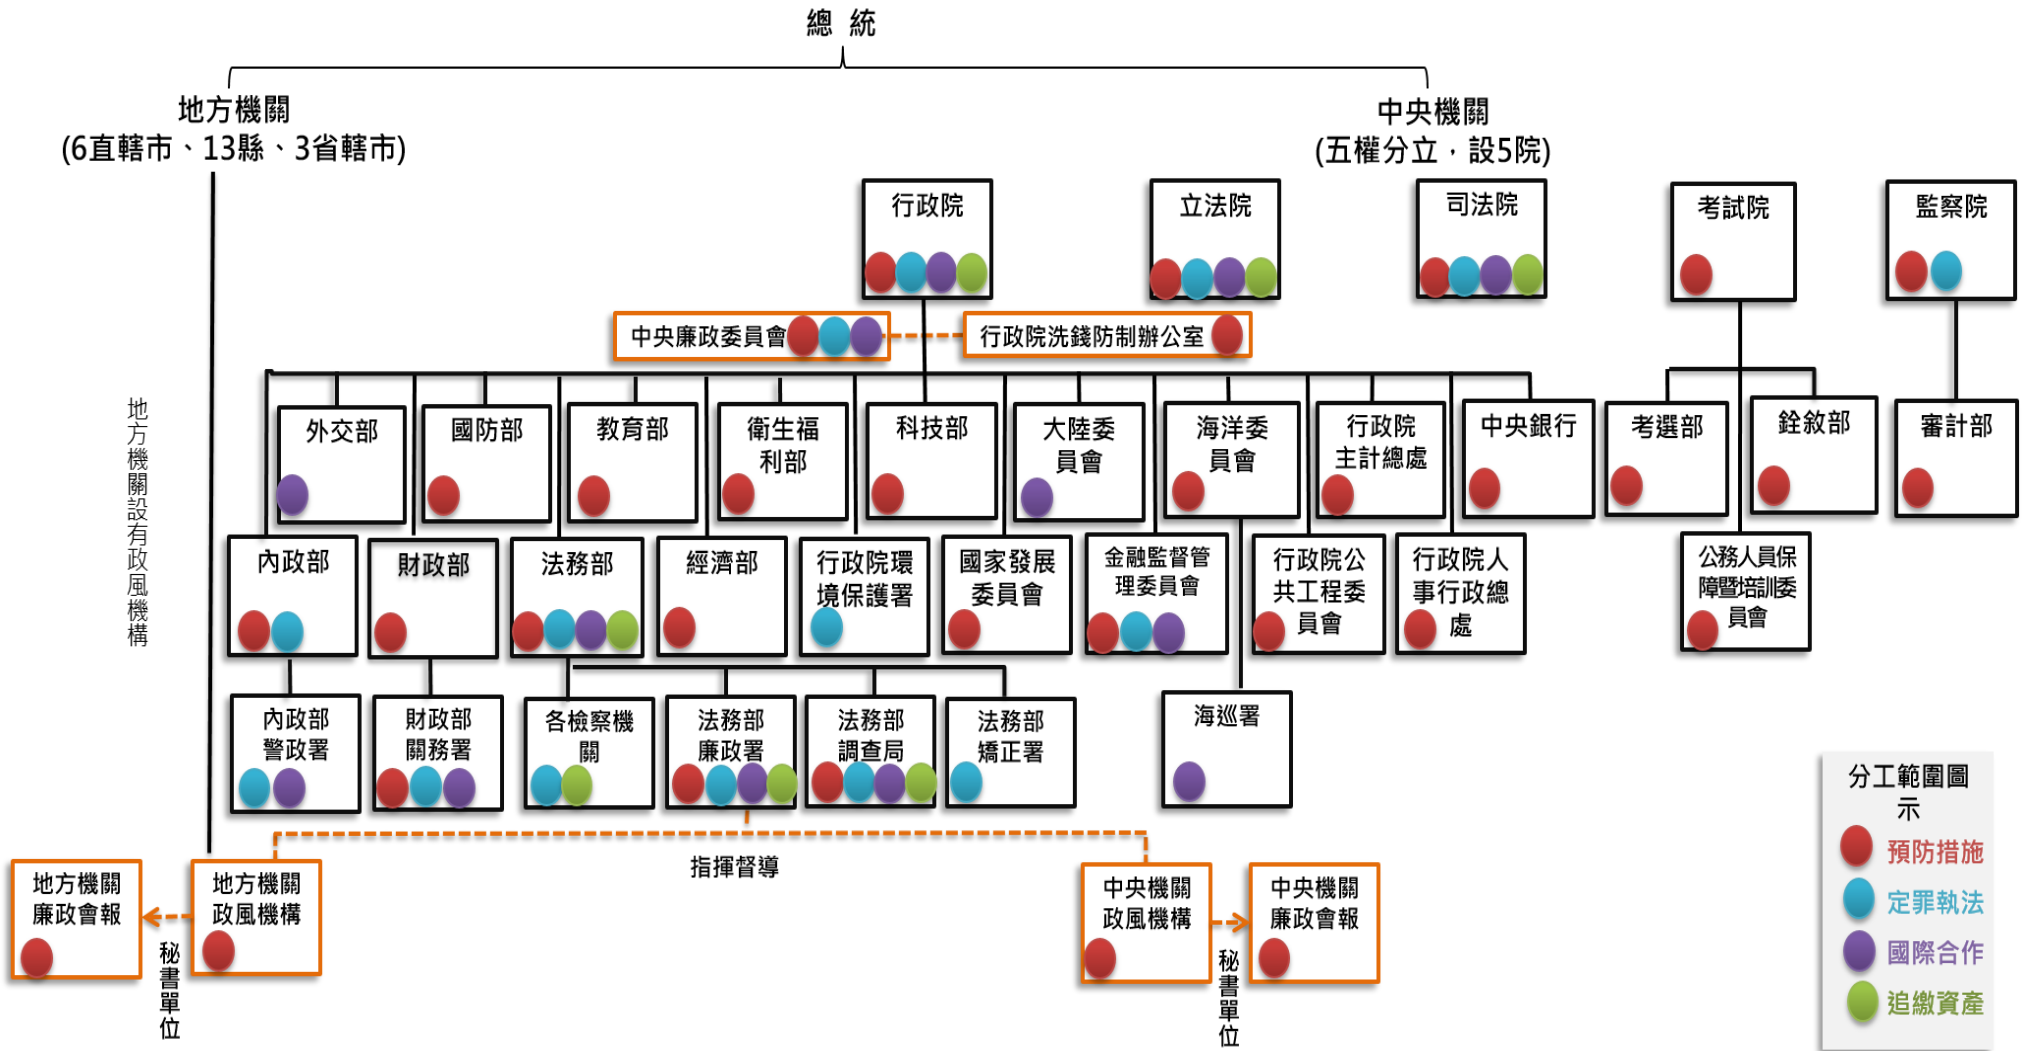 總 統
地方機關
(6直轄市、13縣、3省轄市)
中央機關
(五權分立，設5院)
行政院
立法院
司法院
考試院
監察院
中央廉政委員會
行政院洗錢防制辦公室
地方機關設有政風機構
外交部
國防部
教育部
衛生福
利部
科技部
大陸委
員會
海洋委
員會
行政院
主計總處
中央銀行
考選部
銓敘部
審計部
內政部
財政部
法務部
經濟部
行政院環
境保護署
國家發展
委員會
金融監督管
理委員會
行政院公
共工程委
員會
行政院人
事行政總
處
公務人員保
障暨培訓委
員會
內政部
警政署
財政部
關務署
各檢察機
關
法務部
廉政署
法務部
調查局
法務部
矯正署
海巡署
指揮督導
地方機關
廉政會報
秘書單位
地方機關
政風機構
中央機關
政風機構
秘書單位
中央機關
廉政會報
分工範圍圖
示
預防措施
定罪執法
國際合作
追繳資產